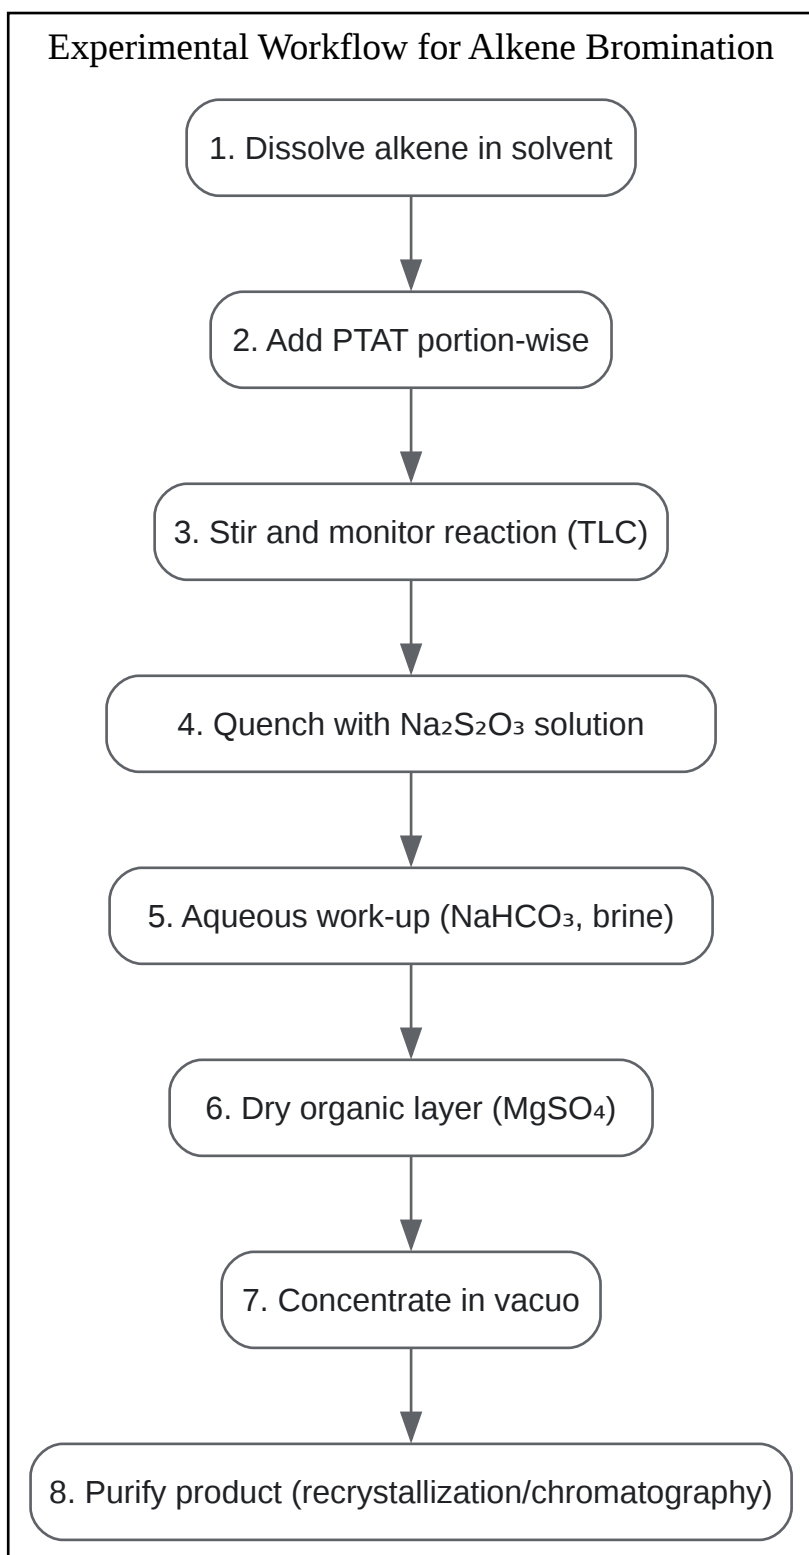 Experimental Workflow for Alkene Bromination
1. Dissolve alkene in solvent
2. Add PTAT portion-wise
3. Stir and monitor reaction (TLC)
4. Quench with Na₂S₂O₃ solution
5. Aqueous work-up (NaHCO₃, brine)
6. Dry organic layer (MgSO₄)
7. Concentrate in vacuo
8. Purify product (recrystallization/chromatography)